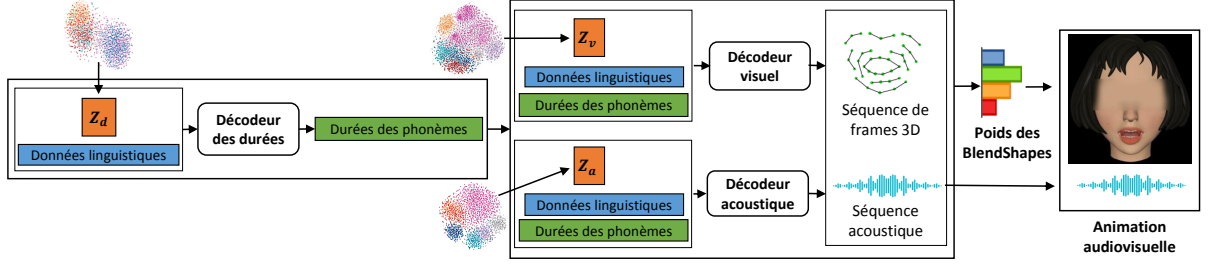 Z_d
Données linguistiques
Décodeur
des durées
Durées des phonèmes
Z_v
Données linguistiques
Durées des phonèmes
Décodeur
visuel
Séquence de
frames 3D
Z_a
Données linguistiques
Durées des phonèmes
Décodeur
acoustique
Séquence
acoustique
Poids des
BlendShapes
Animation
audiovisuelle